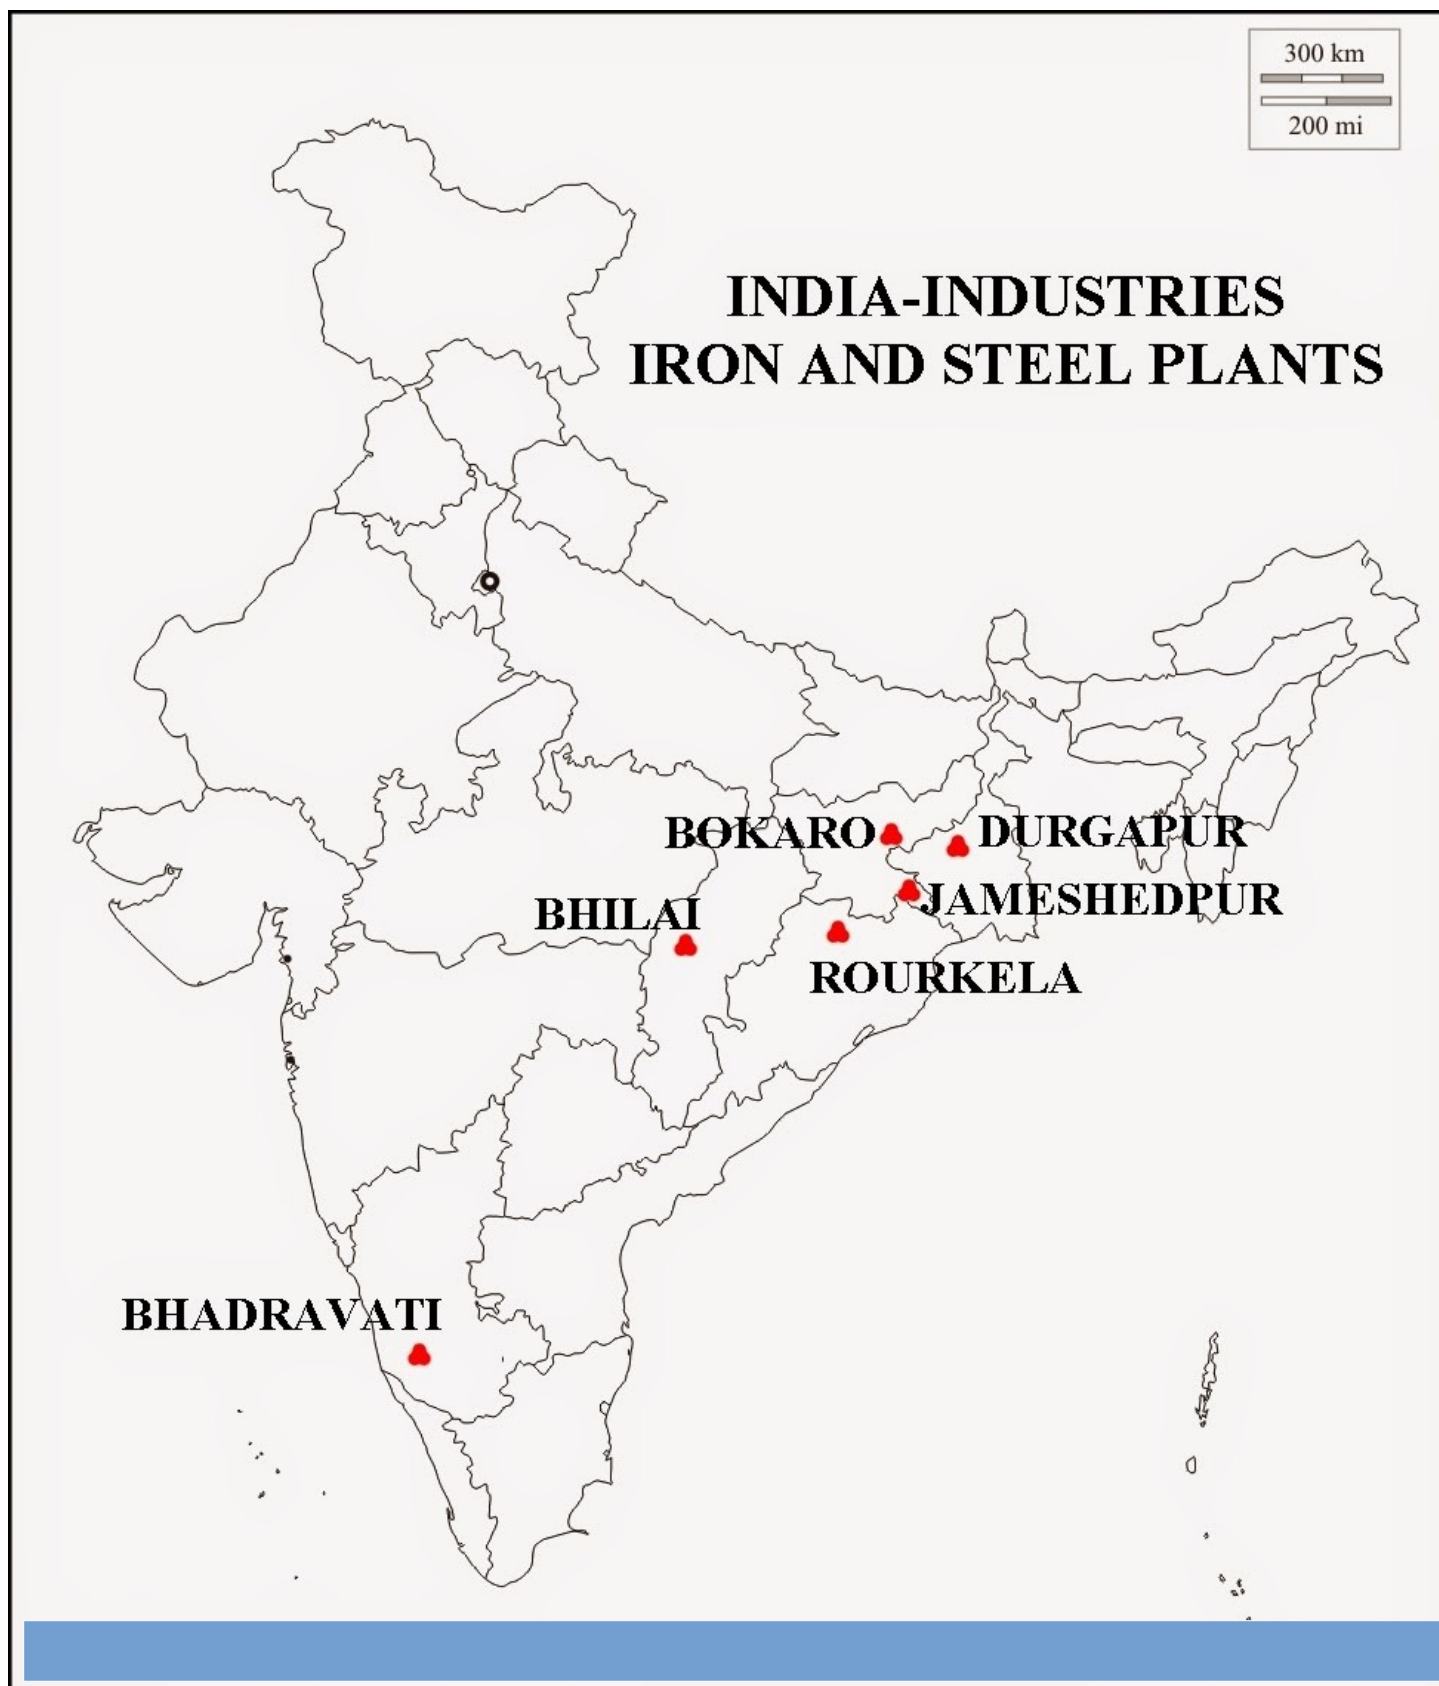 300 km
200 mi
INDIA-INDUSTRIES
IRON AND STEEL PLANTS
BOKARO
DURGAPUR
JAMESHEDPUR
BHILAI
ROURKELA
BHADRAVATI